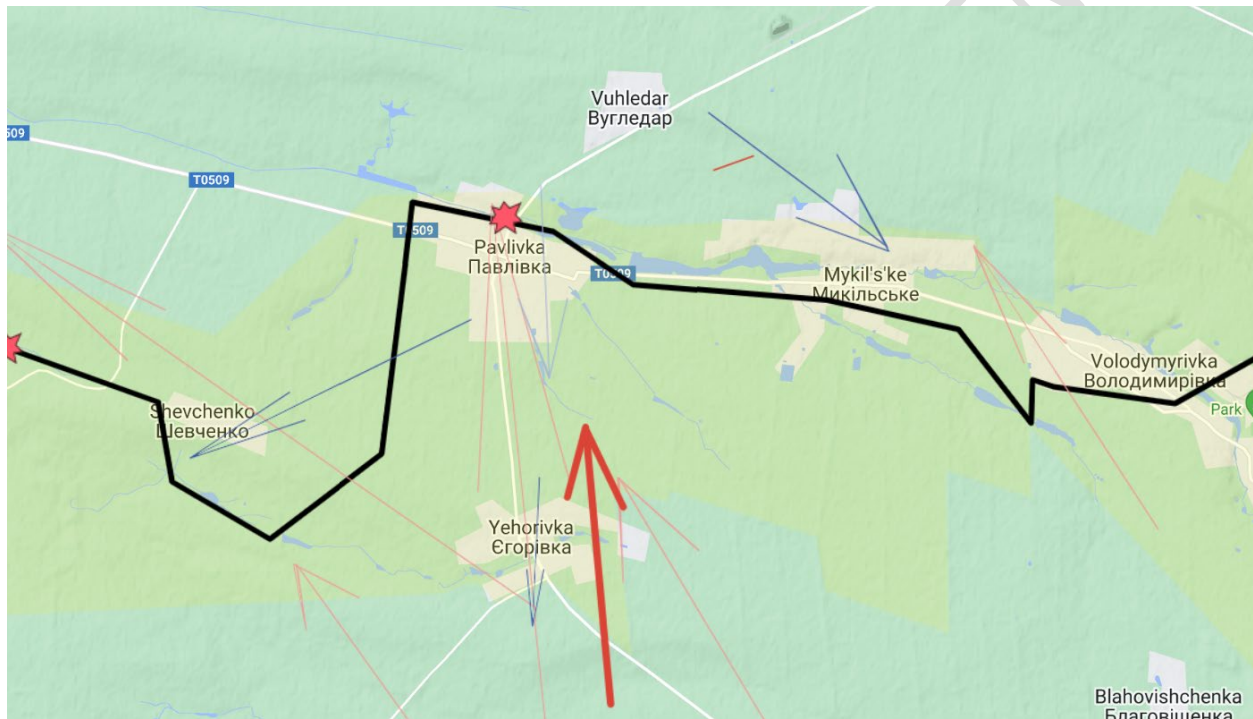 Vuhledar
Вугледар
509
T0509
T0509
Pavlivka
Павлівка
T0509
Mykil's'ke
Микільське
Volodymyrivka
Володимирівка
Park
Shevchenko
Шевченко
Yehorivka
Єгорівка
Blahovishchenka
Благовіщенка